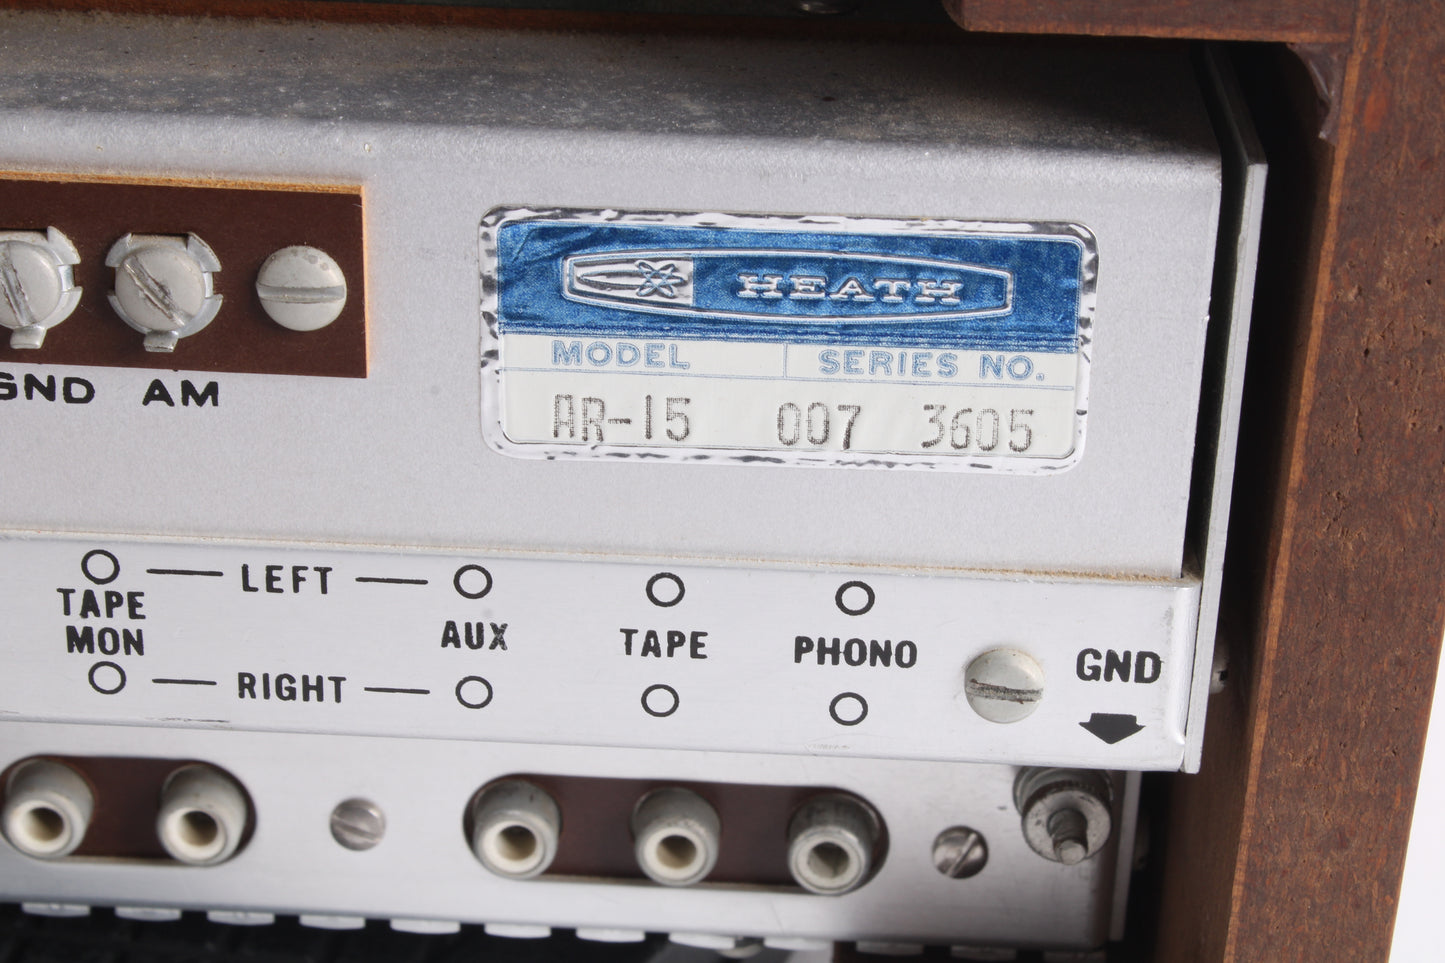 HEATH
MODEL SERIES NO.
AR-15 007 3605
GND AM
LEFT
TAPE MON
AUX
TAPE
PHONO
GND
RIGHT